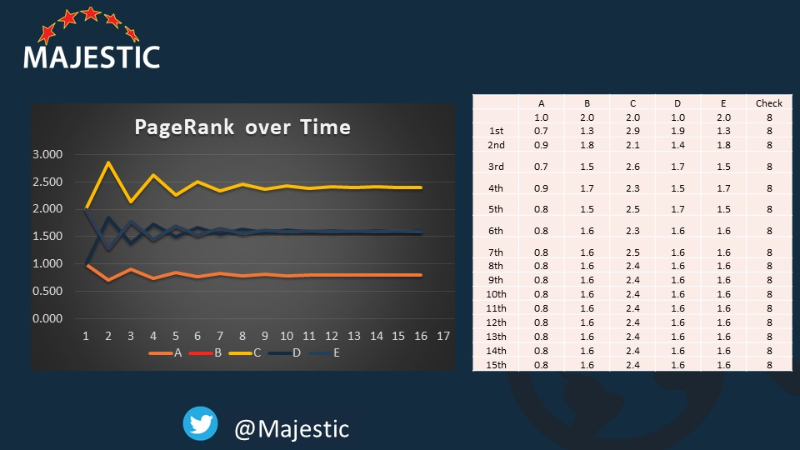 MAJESTIC
PageRank over Time
3.000
2.500
2.000
1.500
1.000
0.500
0.000
1 2 3 4 5 6 7 8 9 10 11 12 13 14 15 16 17
A B C D E
A B C D E Check
1.0 2.0 2.0 1.0 2.0 8
1st 0.7 1.3 2.9 1.9 1.3 8
2nd 0.9 1.8 2.1 1.4 1.8 8
3rd 0.7 1.5 2.6 1.7 1.5 8
4th 0.9 1.7 2.3 1.5 1.7 8
5th 0.8 1.5 2.5 1.7 1.5 8
6th 0.8 1.6 2.3 1.6 1.6 8
7th 0.8 1.6 2.5 1.6 1.6 8
8th 0.8 1.6 2.4 1.6 1.6 8
9th 0.8 1.6 2.4 1.6 1.6 8
10th 0.8 1.6 2.4 1.6 1.6 8
11th 0.8 1.6 2.4 1.6 1.6 8
12th 0.8 1.6 2.4 1.6 1.6 8
13th 0.8 1.6 2.4 1.6 1.6 8
14th 0.8 1.6 2.4 1.6 1.6 8
15th 0.8 1.6 2.4 1.6 1.6 8
@Majestic